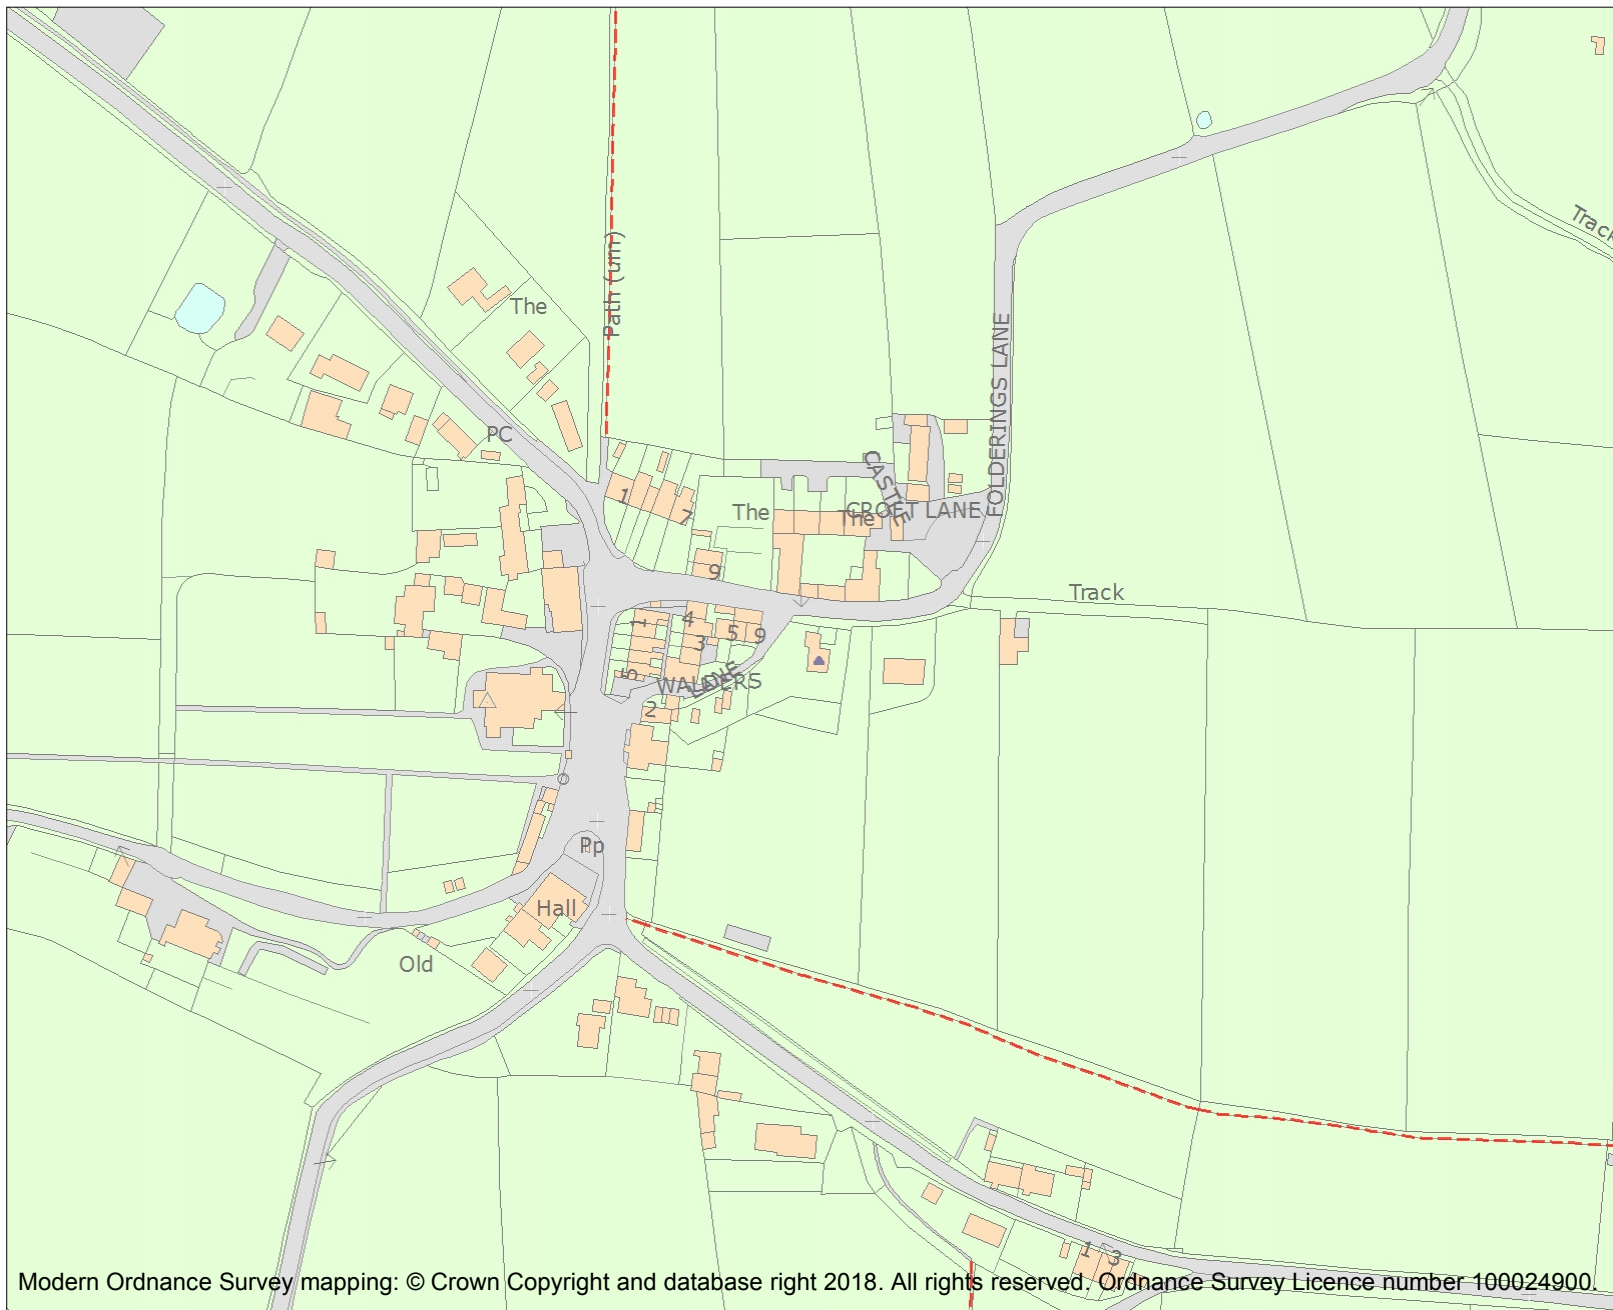 Track
The
Path (um)
FOLDERINGS LANE
PC
CASTLE
1
7
The
The
CROFT LANE
9
Track
1
4
5
9
3
5
WALKERS
LANE
2
Pp
Hall
Old
1
3
Modern Ordnance Survey mapping: © Crown Copyright and database right 2018. All rights reserved. Ordnance Survey Licence number 100024900.